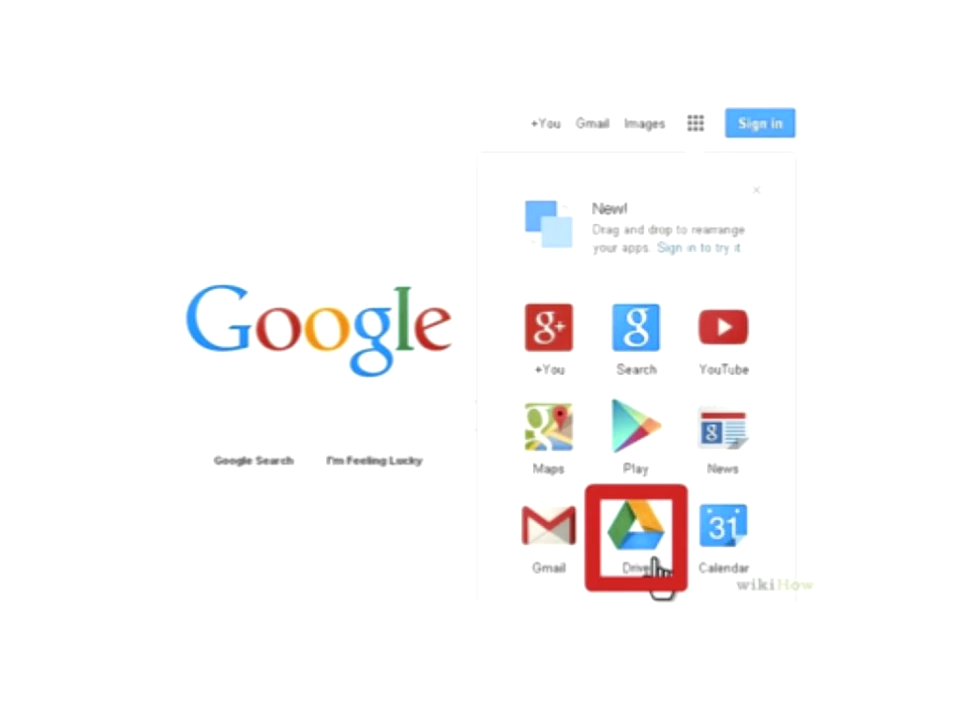 +You Gmail Images Sign in
New!
Drag and drop to rearrange
your apps. Sign in to try it
Google
g+ g
+You Search YouTube
g g
Maps Play News
Google Search I'm Feeling Lucky
31
Gmail Drive Calendar
wikiHow